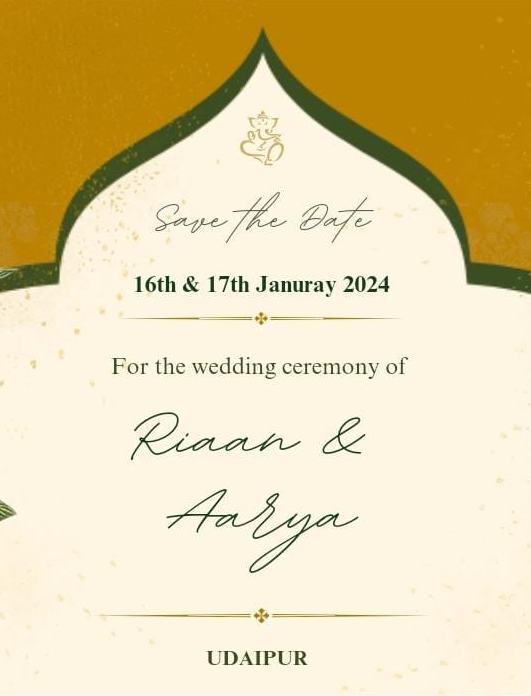 Save the Date
16th & 17th Januray 2024
For the wedding ceremony of
Riaan &
Aarya
UDAIPUR